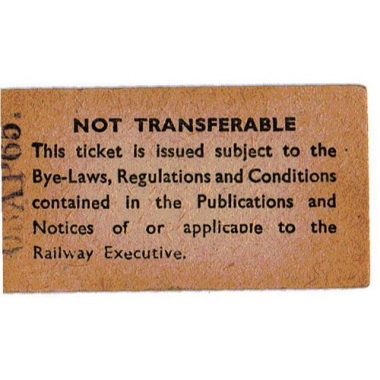 NOT TRANSFERABLE
This ticket is issued subject to the
Bye-Laws, Regulations and Conditions
contained in the Publications and
Notices of or applicable to the
Railway Executive.